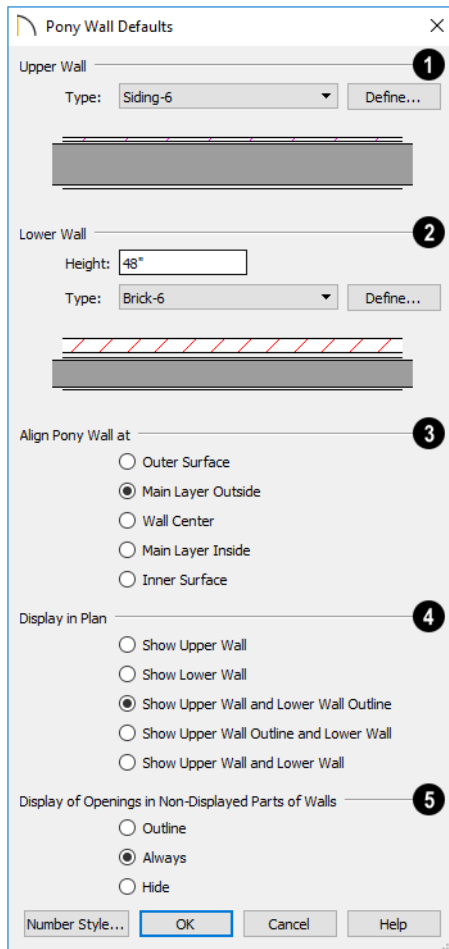 Pony Wall Defaults
Upper Wall 1
Type: Siding-6 Define...
Lower Wall 2
Height: 48"
Type: Brick-6 Define...
Align Pony Wall at 3
Outer Surface
Main Layer Outside
Wall Center
Main Layer Inside
Inner Surface
Display in Plan 4
Show Upper Wall
Show Lower Wall
Show Upper Wall and Lower Wall Outline
Show Upper Wall Outline and Lower Wall
Show Upper Wall and Lower Wall
Display of Openings in Non-Displayed Parts of Walls 5
Outline
Always
Hide
Number Style... OK Cancel Help